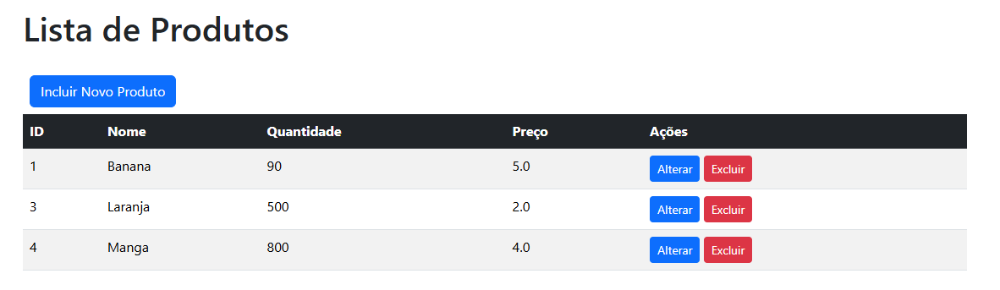 Lista de Produtos
Incluir Novo Produto
ID Nome Quantidade Preço Ações
1 Banana 90 5.0 Alterar Excluir
3 Laranja 500 2.0 Alterar Excluir
4 Manga 800 4.0 Alterar Excluir